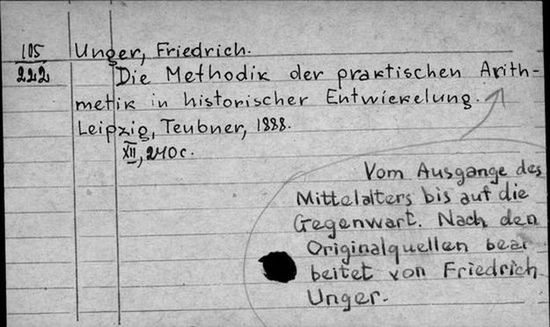 105
222
Unger, Friedrich.
Die Methodik der praktischen Arith-
metik in historischer Entwickelung.
Leipzig, Teubner, 1888.
XII, 240 с.
Vom Ausgange des
Mittelalters bis auf die
Gegenwart. Nach den
Originalquellen bear
beitet von Friedrich
Unger.